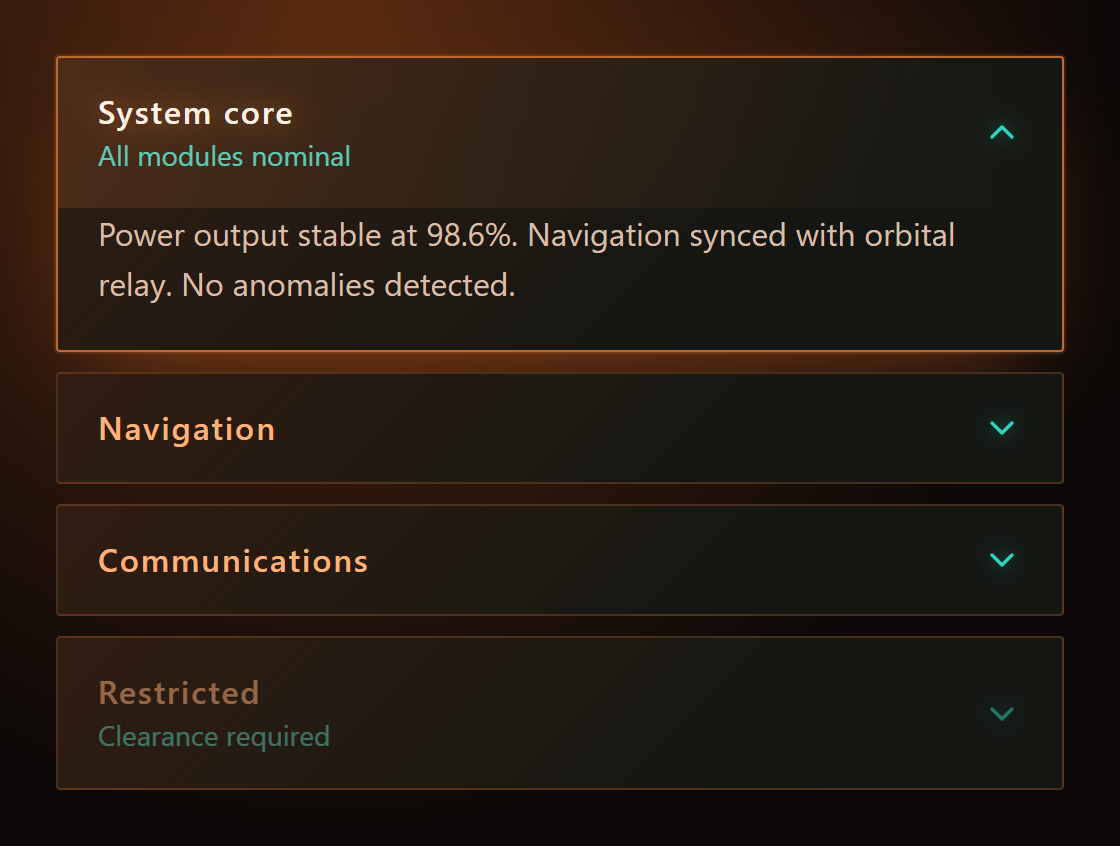 System core
All modules nominal
Power output stable at 98.6%. Navigation synced with orbital
relay. No anomalies detected.
Navigation
Communications
Restricted
Clearance required